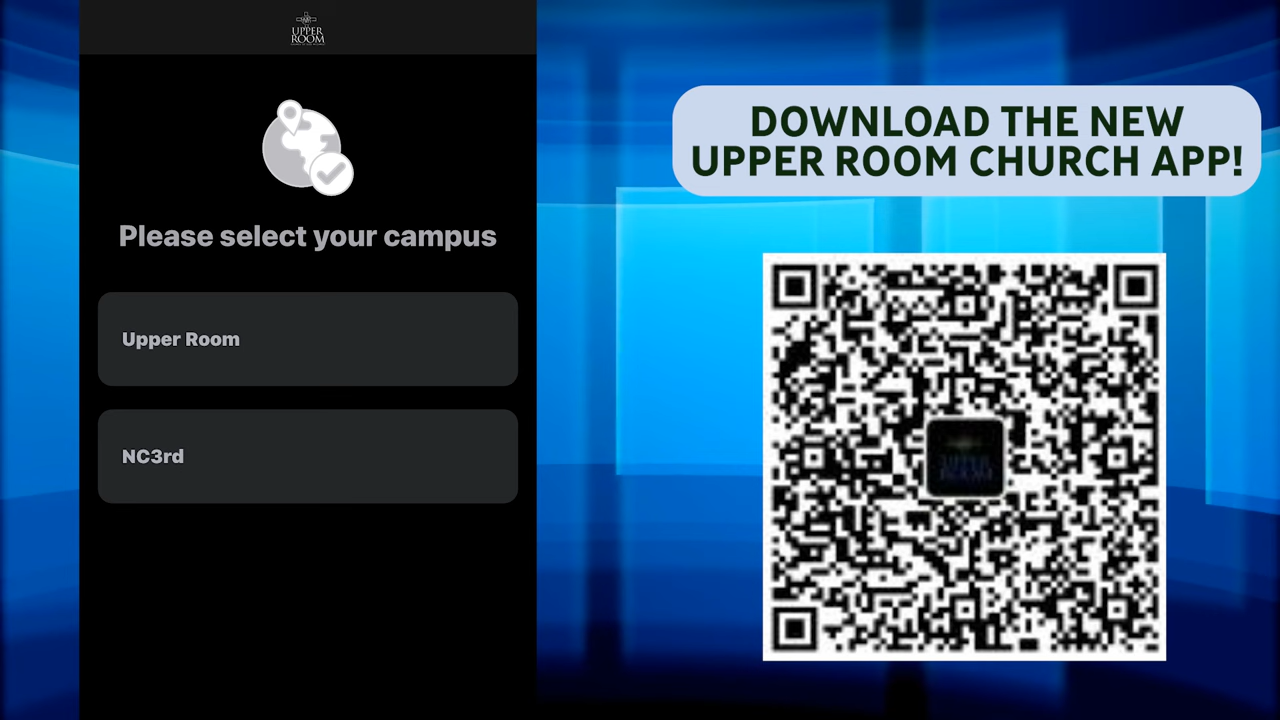 UPPER
ROOM
Please select your campus
Upper Room
NC3rd
DOWNLOAD THE NEW
UPPER ROOM CHURCH APP!